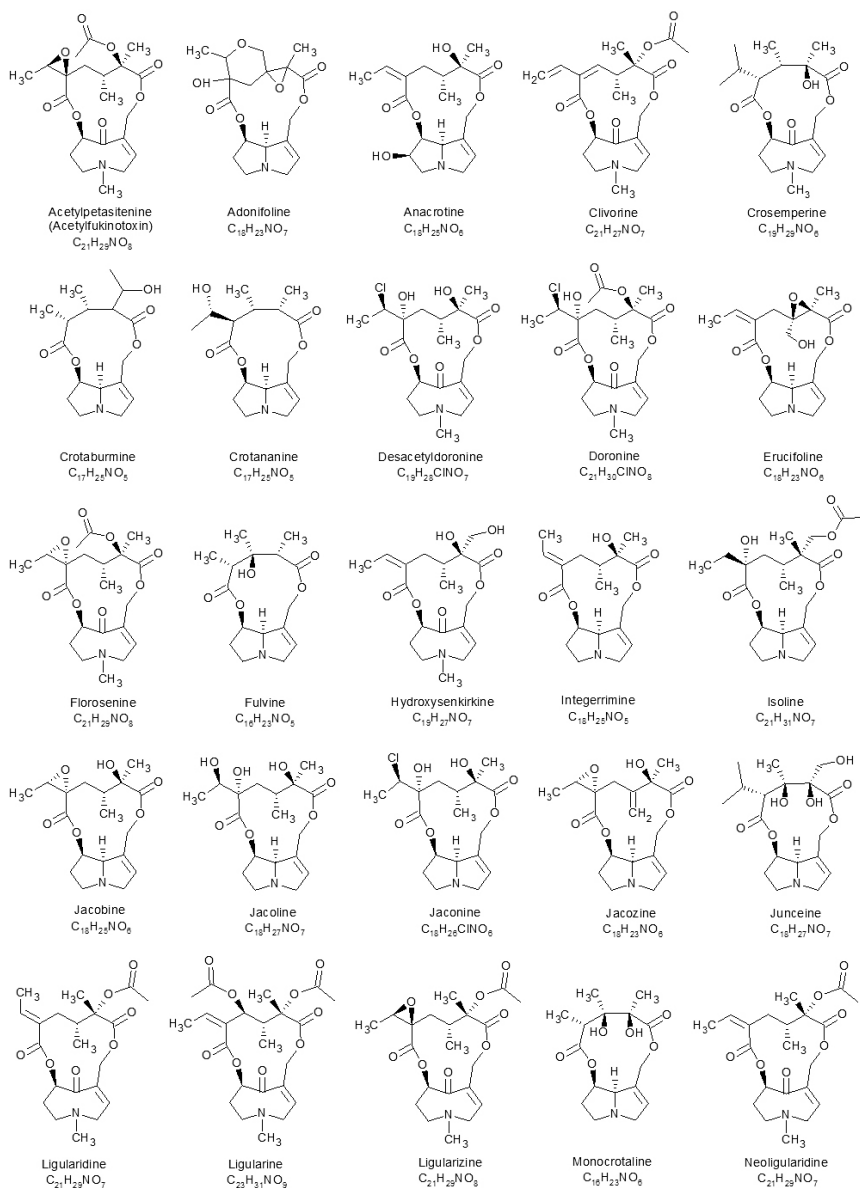 Acetylpetasitenine
(Acetylfukinotoxin)
C21H29NO8
Adonifoline
C18H23NO7
Anacrotine
C18H25NO6
Clivorine
C21H27NO7
Crosemperine
C19H29NO6
Crotaburmine
C17H25NO5
Crotananine
C17H25NO5
Desacetyldoronine
C19H28ClNO7
Doronine
C21H30ClNO8
Erucifoline
C18H23NO6
Florosenine
C21H29NO8
Fulvine
C16H23NO5
Hydroxysenkirkine
C19H27NO7
Integerrimine
C18H25NO5
Isoline
C21H31NO7
Jacobine
C18H25NO6
Jacoline
C18H27NO7
Jaconine
C18H26ClNO6
Jacozine
C18H23NO6
Junceine
C18H27NO7
Ligularidine
C21H29NO7
Ligularine
C23H31NO9
Ligularizine
C21H29NO8
Monocrotaline
C16H23NO6
Neoligularidine
C21H29NO7